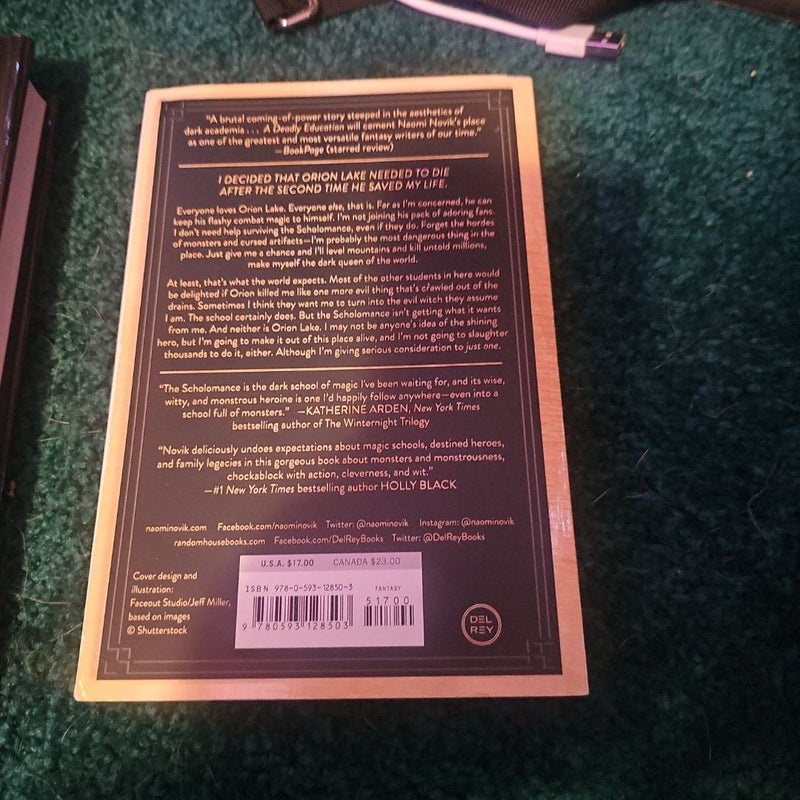 "A brutal coming-of-power story steeped in the aesthetics of
dark academia . . . A Deadly Education will cement Naomi Novik's place
as one of the greatest and most versatile fantasy writers of our time."
—BookPage (starred review)
I DECIDED THAT ORION LAKE NEEDED TO DIE
AFTER THE SECOND TIME HE SAVED MY LIFE.
Everyone loves Orion Lake. Everyone else, that is. Far as I'm concerned, he can
keep his flashy combat magic to himself. I'm not joining his pack of adoring fans.
I don't need help surviving the Scholomance, even if they do. Forget the hordes
of monsters and cursed artifacts—I'm probably the most dangerous thing in the
place. Just give me a chance and I'll level mountains and kill untold millions,
make myself the dark queen of the world.
At least, that's what the world expects. Most of the other students in here would
be delighted if Orion killed me like one more evil thing that's crawled out of the
drains. Sometimes I think they want me to turn into the evil witch they assume
I am. The school certainly does. But the Scholomance isn't getting what it wants
from me. And neither is Orion Lake. I may not be anyone's idea of the shining
hero, but I'm going to make it out of this place alive, and I'm not going to slaughter
thousands to do it, either. Although I'm giving serious consideration to just one.
"The Scholomance is the dark school of magic I've been waiting for, and its wise,
witty, and monstrous heroine is one I'd happily follow anywhere—even into a
school full of monsters." —KATHERINE ARDEN, New York Times
bestselling author of The Winternight Trilogy
"Novik deliciously undoes expectations about magic schools, destined heroes,
and family legacies in this gorgeous book about monsters and monstrousness,
chockablock with action, cleverness, and wit."
—#1 New York Times bestselling author HOLLY BLACK
naominovik.com Facebook.com/naominovik Twitter: @naominovik Instagram: @naominovik
randomhousebooks.com Facebook.com/DelReyBooks Twitter: @DelReyBooks
U.S.A. $17.00 CANADA $23.00
Cover design and
illustration:
Faceout Studio/Jeff Miller,
based on images
© Shutterstock
ISBN 978-0-593-12850-3
FANTASY
51700
9 780593 128503
DEL
REY